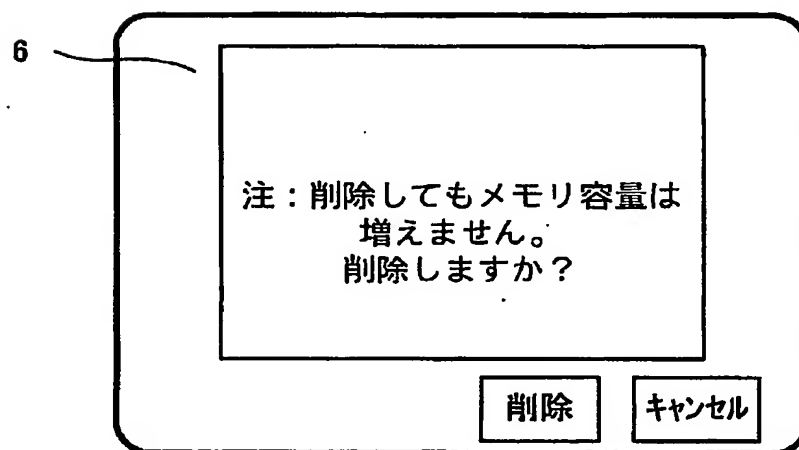 6
注：削除してもメモリ容量は
増えません。
削除しますか？
削除 キャンセル